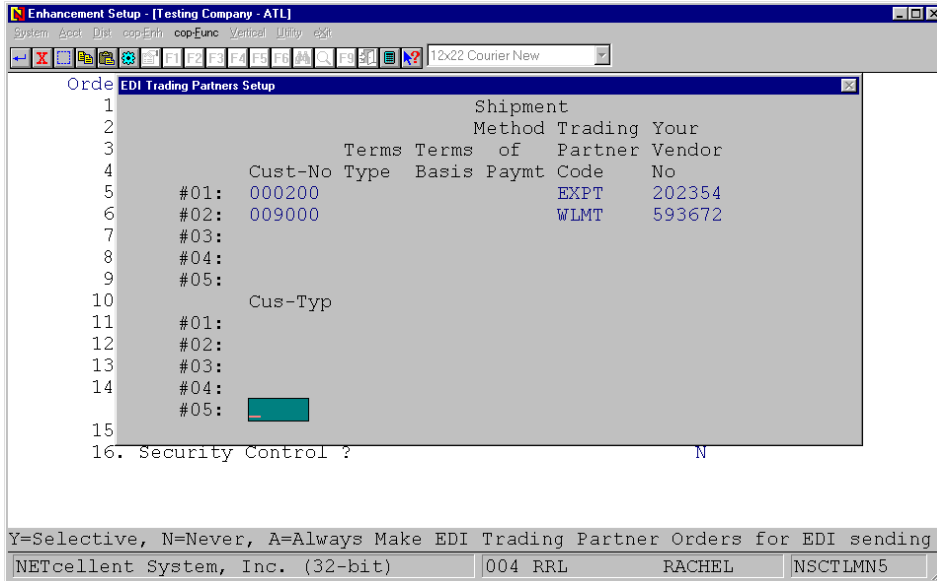 Enhancement Setup - [Testing Company - ATL]
System Acct Dist cop-Enh cop-Func Vertical Utility eXit
X F1 F2 F3 F4 F5 F6 F9 12x22 Courier New
Orde EDI Trading Partners Setup
1 Shipment
2 Method Trading Your
3 Terms Terms of Partner Vendor
4 Cust-No Type Basis Paymt Code No
5 #01: 000200 EXPT 202354
6 #02: 009000 WLMT 593672
7 #03:
8 #04:
9 #05:
10 Cus-Typ
11 #01:
12 #02:
13 #03:
14 #04:
#05: _
15
16. Security Control ? N
Y=Selective, N=Never, A=Always Make EDI Trading Partner Orders for EDI sending
NETcellent System, Inc. (32-bit) 004 RRL RACHEL NSCTLMN5